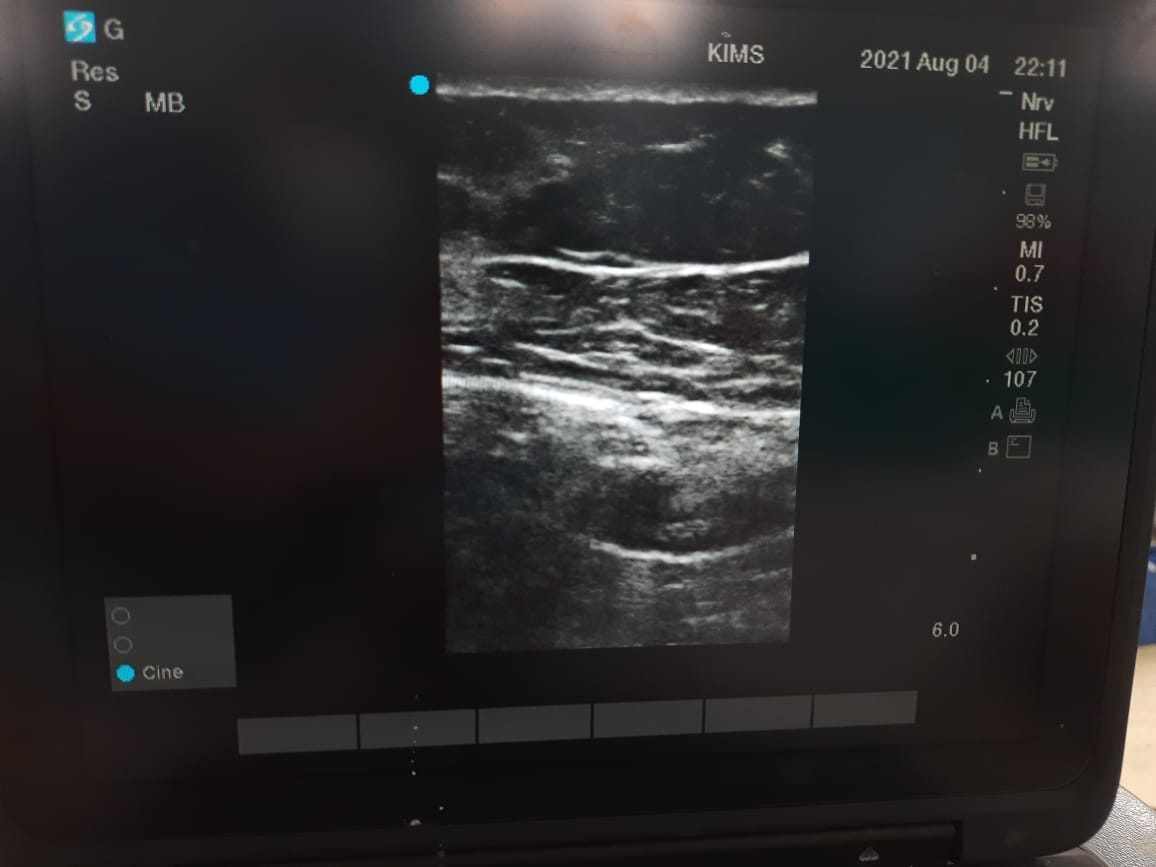 G
KIMS
2021 Aug 04 22:11
Res
S MB
Nrv
HFL
98%
MI
0.7
TIS
0.2
107
A
B
6.0
Cine